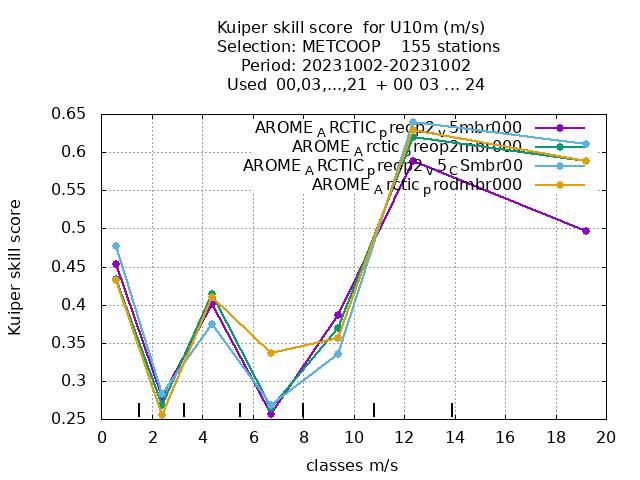 Kuiper skill score  for U10m (m/s)
Selection: METCOOP    155 stations
Period: 20231002-20231002
Used  00,03,...,21  + 00 03 ... 24
0.65
0.6
0.55
0.5
0.45
0.4
0.35
0.3
0.25
Kuiper skill score
AROME_ARCTIC_preop2_v5mbr000
AROME_Arctic_preop2mbr000
AROME_ARCTIC_preop2_v5_CSmbr00
AROME_Arctic_prodmbr000
0 2 4 6 8 10 12 14 16 18 20
classes m/s